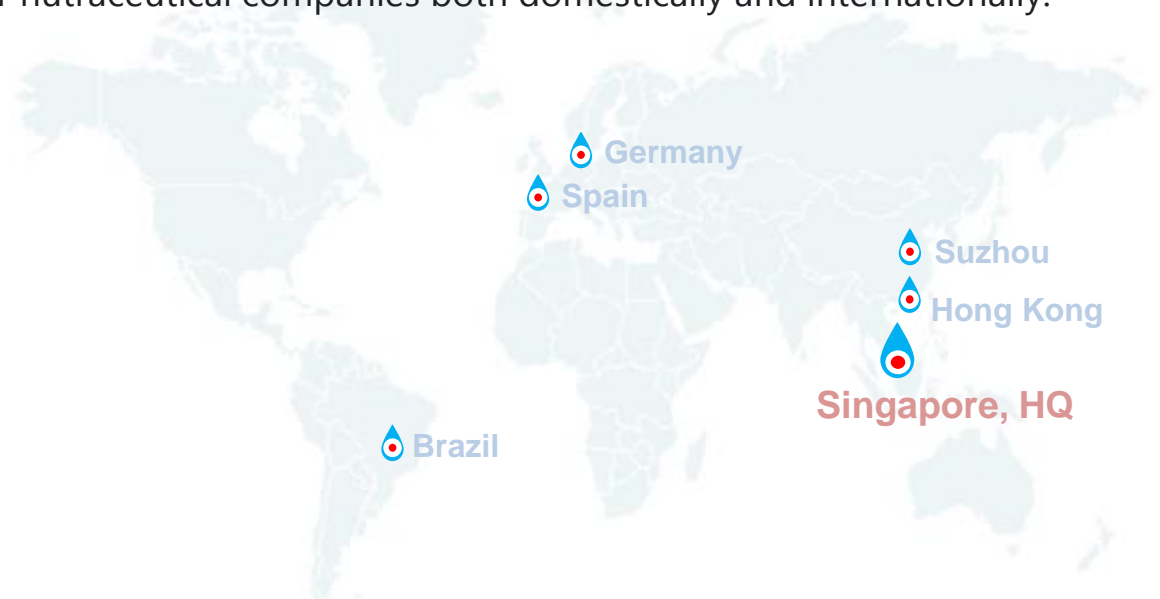 nutraceutical companies both domestically and internationally.
Germany
Spain
Suzhou
Hong Kong
Singapore, HQ
Brazil